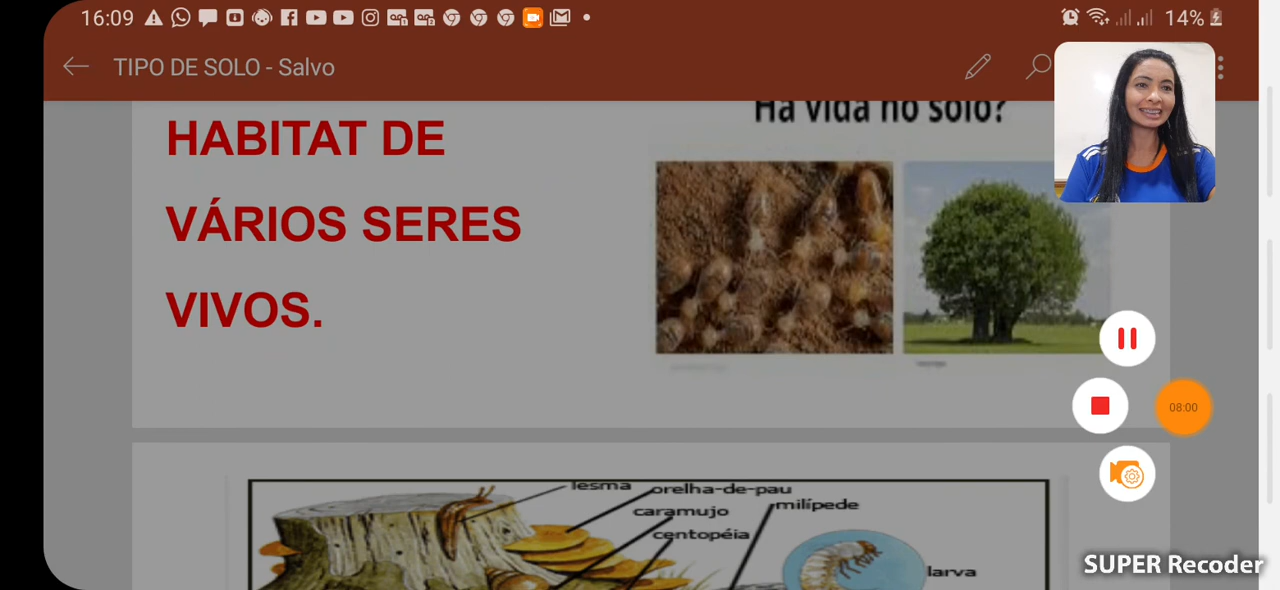 16:09
14%
TIPO DE SOLO - Salvo
Há vida no solo?
HABITAT DE
VÁRIOS SERES
VIVOS.
08:00
lesma
orelha-de-pau
caramujo
milípede
centopéia
larva
SUPER Recoder